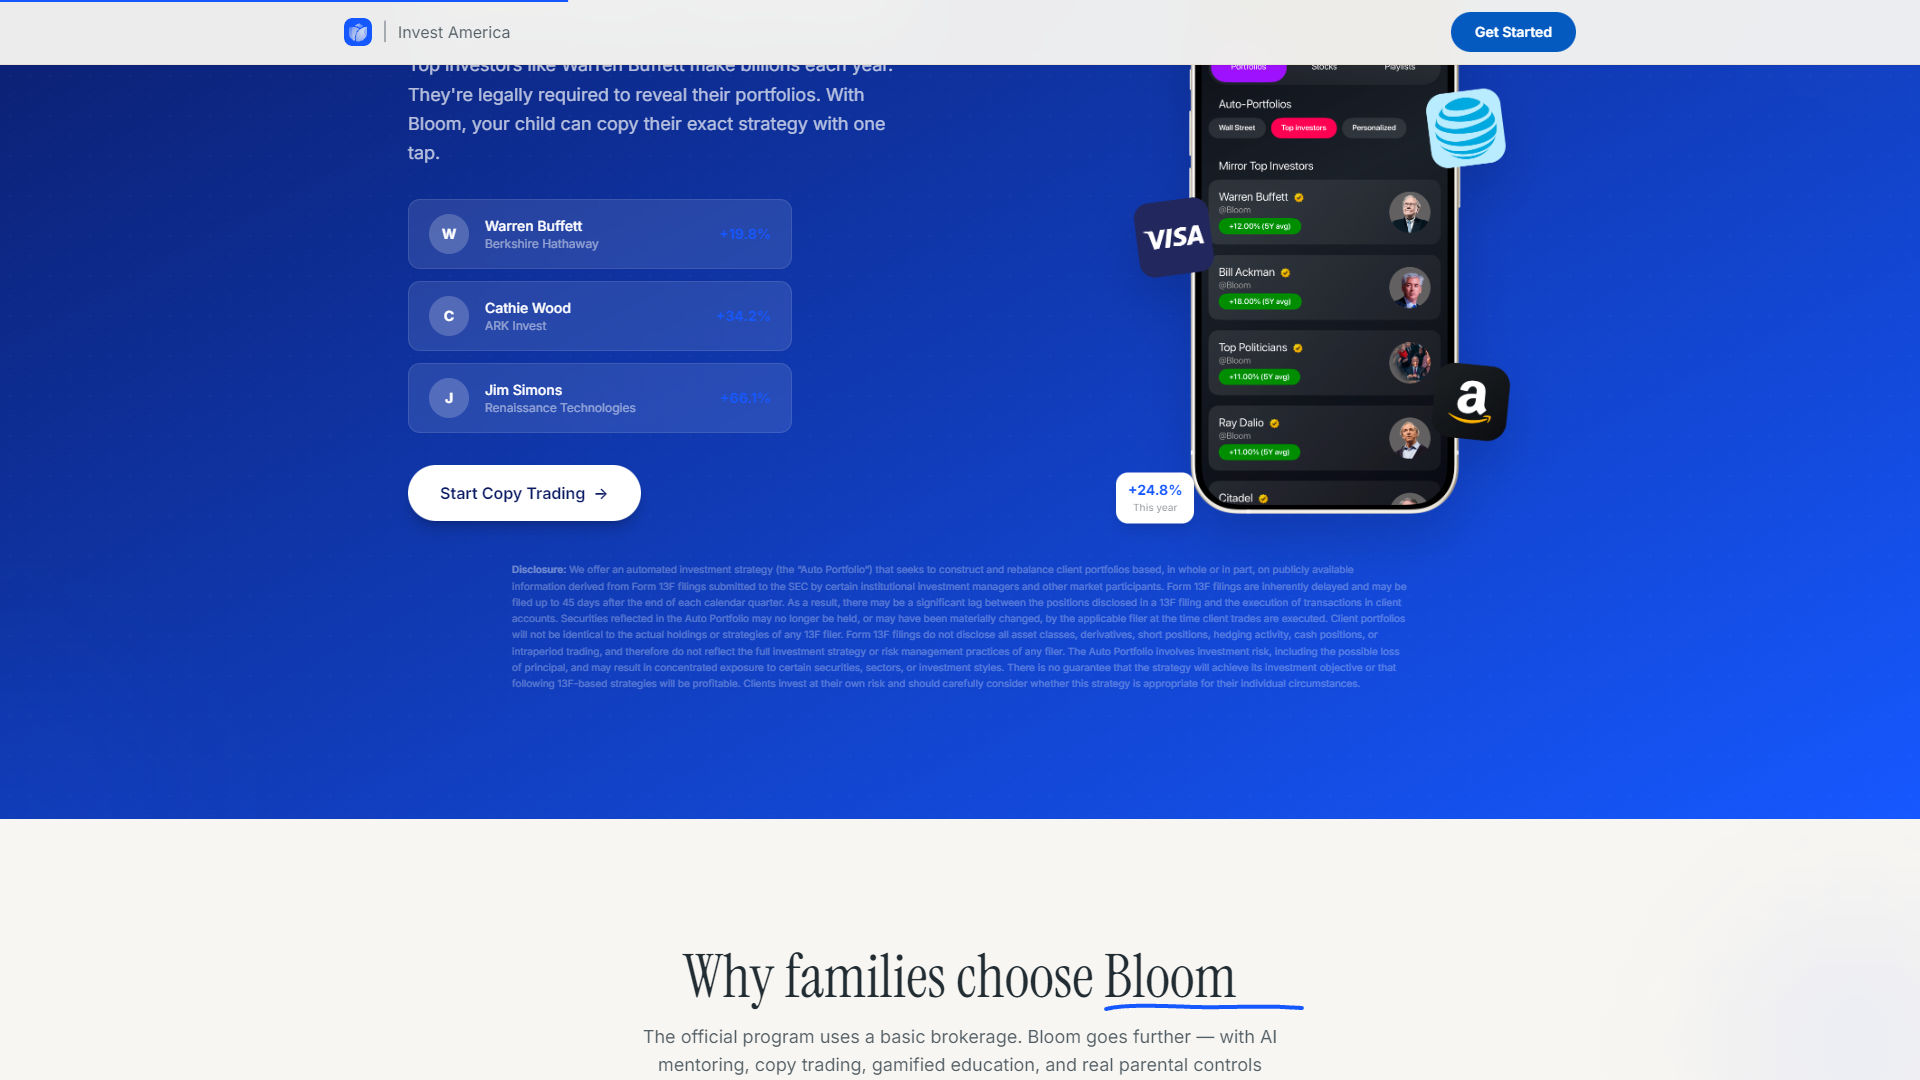 Invest America
Get Started
Top investors like Warren Buffett make billions each year.
They're legally required to reveal their portfolios. With
Bloom, your child can copy their exact strategy with one
tap.
W
Warren Buffett
Berkshire Hathaway
+19.8%
C
Cathie Wood
ARK Invest
+34.2%
J
Jim Simons
Renaissance Technologies
+66.1%
Start Copy Trading →
Portfolios Stocks Playlists
Auto-Portfolios
Wall Street Top investors Personalized
Mirror Top Investors
Warren Buffett
@Bloom
+12.00% (5Y avg)
Bill Ackman
@Bloom
+18.00% (5Y avg)
Top Politicians
@Bloom
+11.00% (5Y avg)
Ray Dalio
@Bloom
+11.00% (5Y avg)
Citadel
VISA
a
+24.8%
This year
Disclosure: We offer an automated investment strategy (the “Auto Portfolio”) that seeks to construct and rebalance client portfolios based, in whole or in part, on publicly available
information derived from Form 13F filings submitted to the SEC by certain institutional investment managers and other market participants. Form 13F filings are inherently delayed and may be
filed up to 45 days after the end of each calendar quarter. As a result, there may be a significant lag between the positions disclosed in a 13F filing and the execution of transactions in client
accounts. Securities reflected in the Auto Portfolio may no longer be held, or may have been materially changed, by the applicable filer at the time client trades are executed. Client portfolios
will not be identical to the actual holdings or strategies of any 13F filer. Form 13F filings do not disclose all asset classes, derivatives, short positions, hedging activity, cash positions, or
intraperiod trading, and therefore do not reflect the full investment strategy or risk management practices of any filer. The Auto Portfolio involves investment risk, including the possible loss
of principal, and may result in concentrated exposure to certain securities, sectors, or investment styles. There is no guarantee that the strategy will achieve its investment objective or that
following 13F-based strategies will be profitable. Clients invest at their own risk and should carefully consider whether this strategy is appropriate for their individual circumstances.
Why families choose Bloom
The official program uses a basic brokerage. Bloom goes further — with AI
mentoring, copy trading, gamified education, and real parental controls